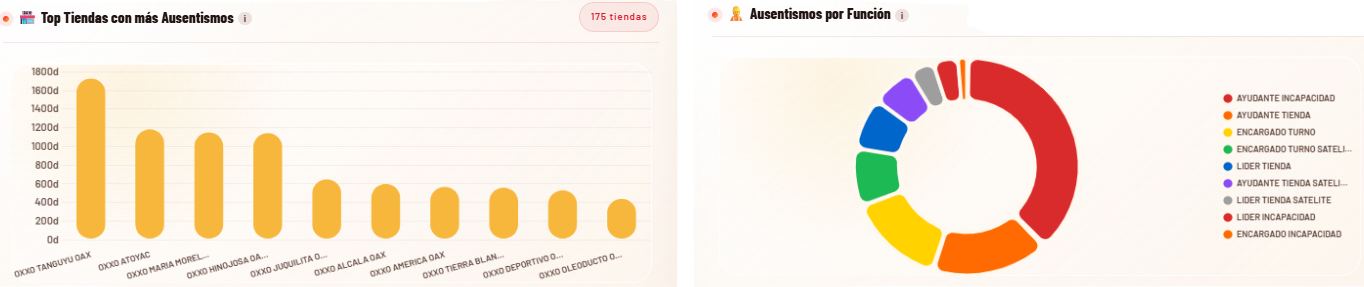 Top Tiendas con más Ausentismos i
175 tiendas
1800d
1600d
1400d
1200d
1000d
800d
600d
400d
200d
0d
OXXO TANGUYU OAX
OXXO ATOYAC
OXXO MARIA MOREL...
OXXO HINOJOSA OA...
OXXO JUQUILITA O...
OXXO ALCALA OAX
OXXO AMERICA OAX
OXXO TIERRA BLAN...
OXXO DEPORTIVO O...
OXXO OLEODUCTO O...
Ausentismos por Función i
AYUDANTE INCAPACIDAD
AYUDANTE TIENDA
ENCARGADO TURNO
ENCARGADO TURNO SATELI...
LIDER TIENDA
AYUDANTE TIENDA SATELI...
LIDER TIENDA SATELITE
LIDER INCAPACIDAD
ENCARGADO INCAPACIDAD